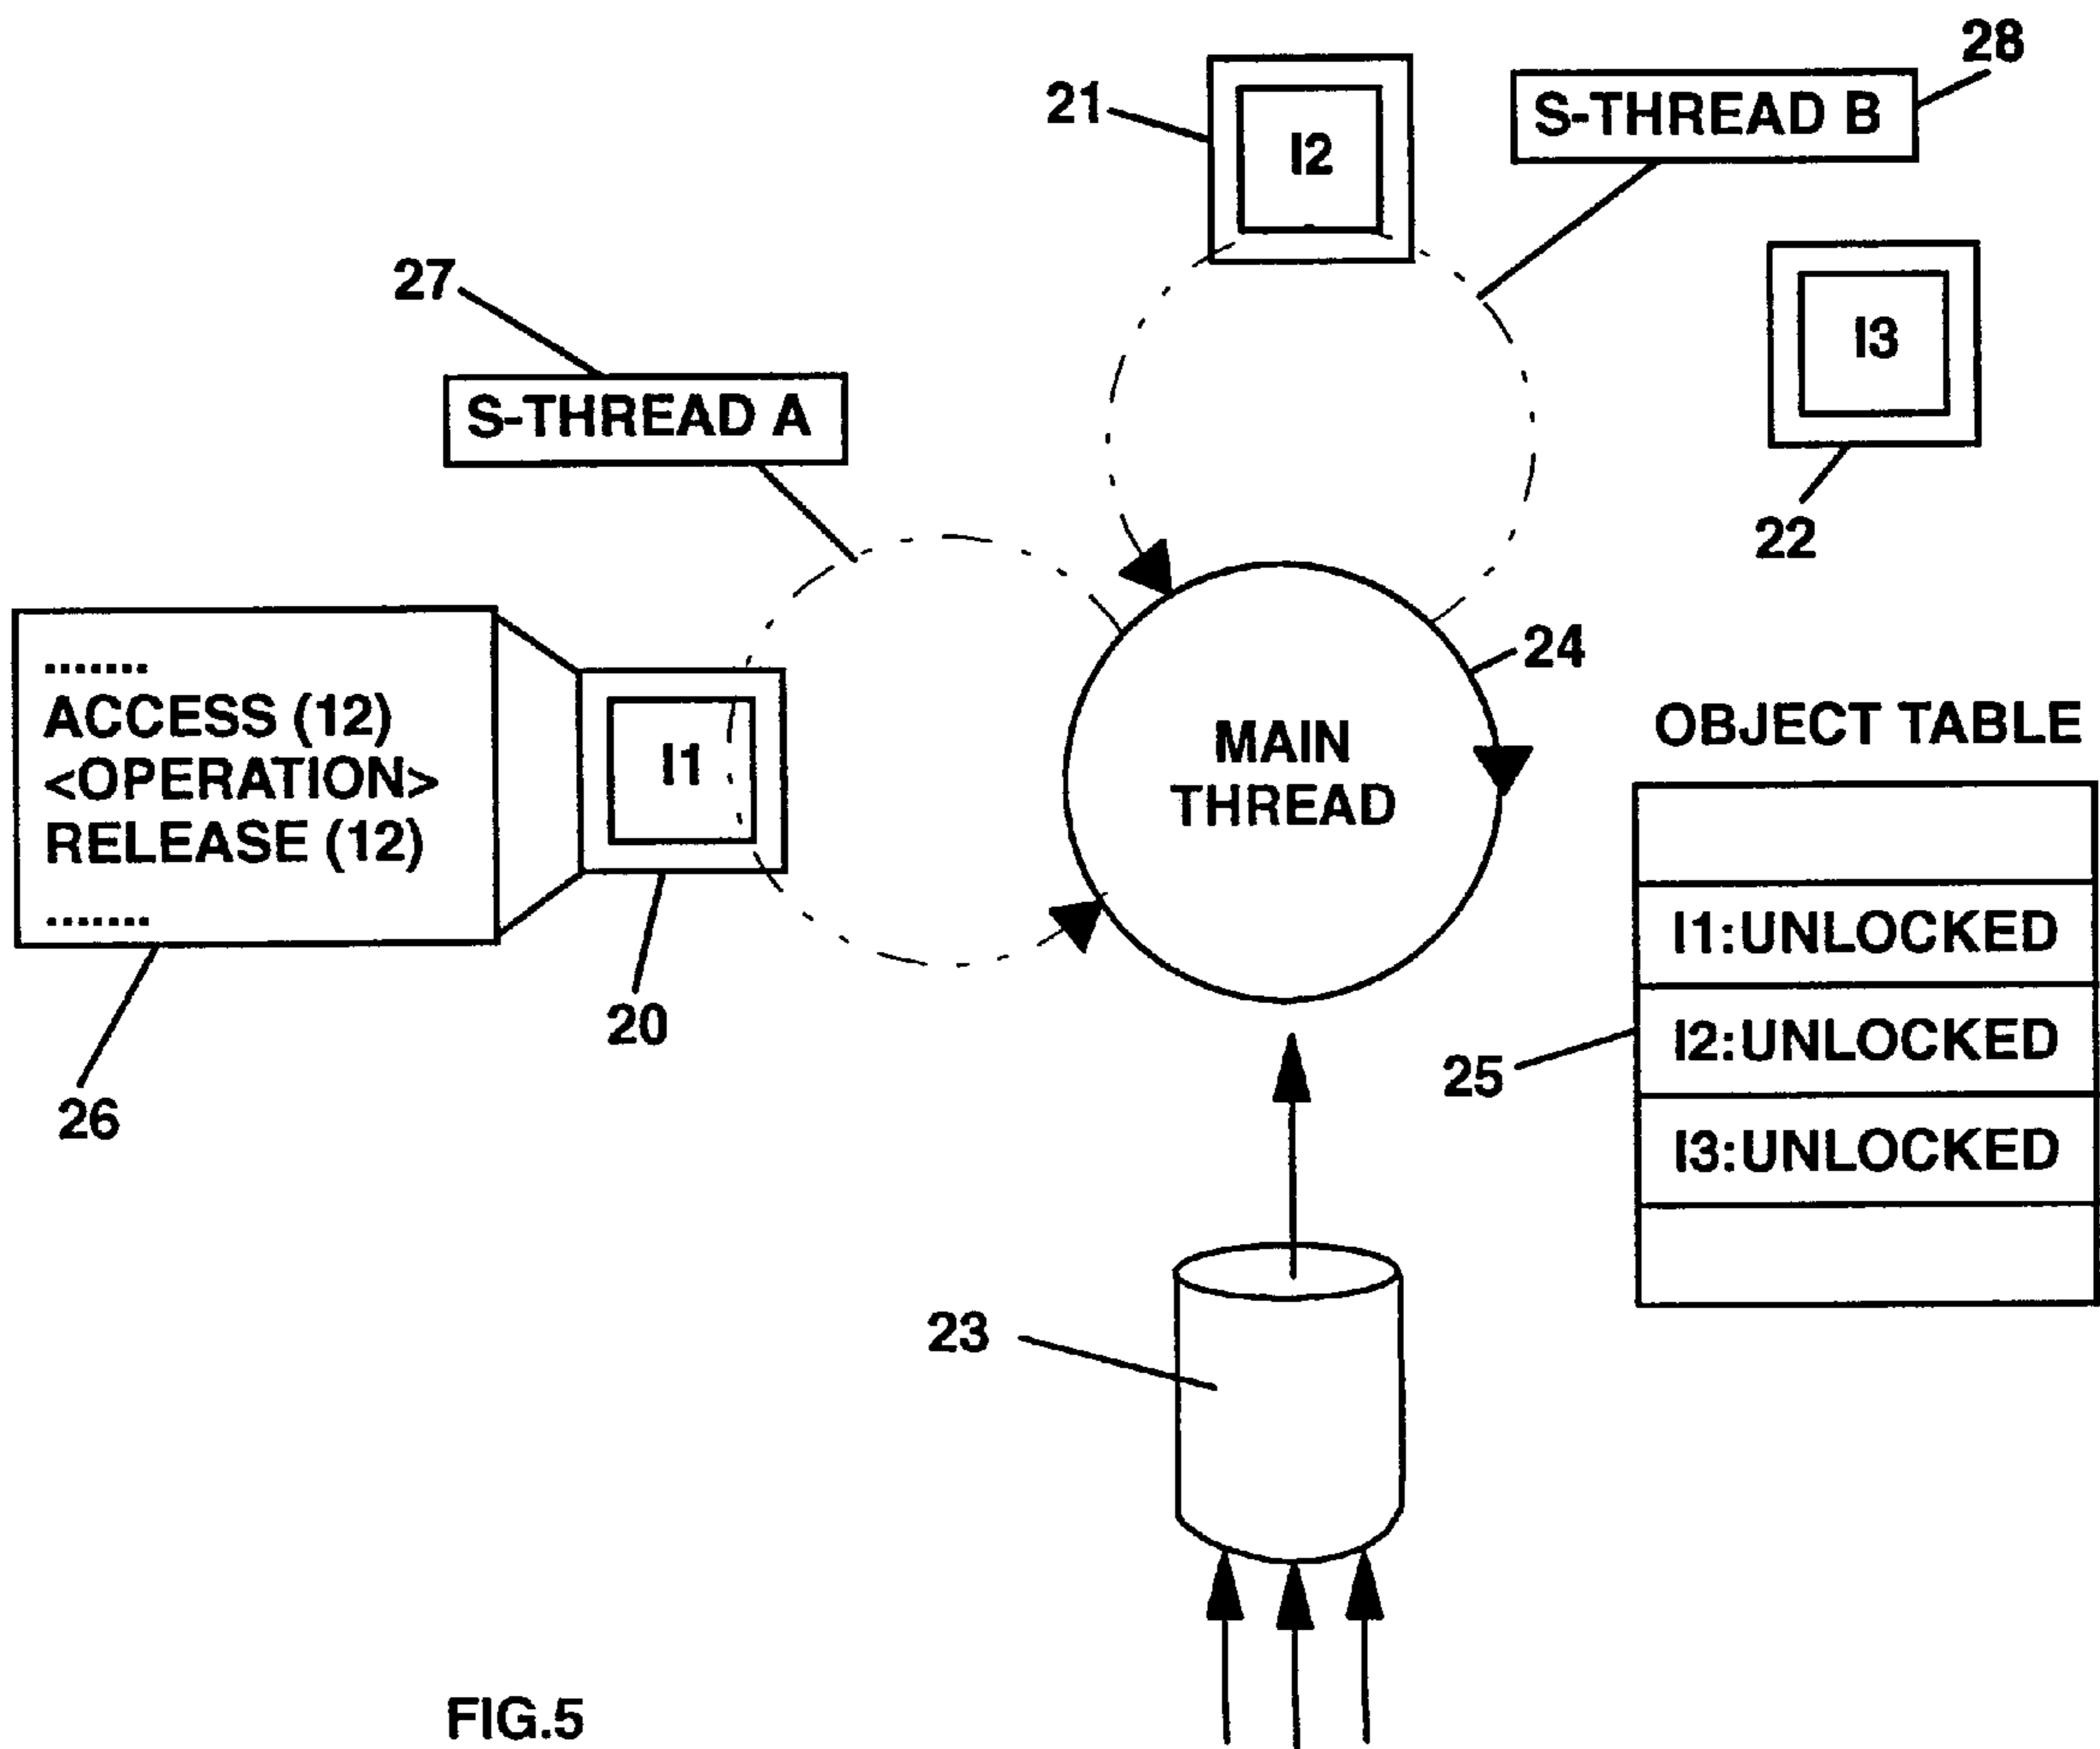 28
21
I2
S-THREAD B
27
I3
S-THREAD A
22
24
.......
ACCESS (12)
<OPERATION>
RELEASE (12)
.......
I1
MAIN
THREAD
OBJECT TABLE
I1:UNLOCKED
I2:UNLOCKED
I3:UNLOCKED
20
25
26
23
FIG.5